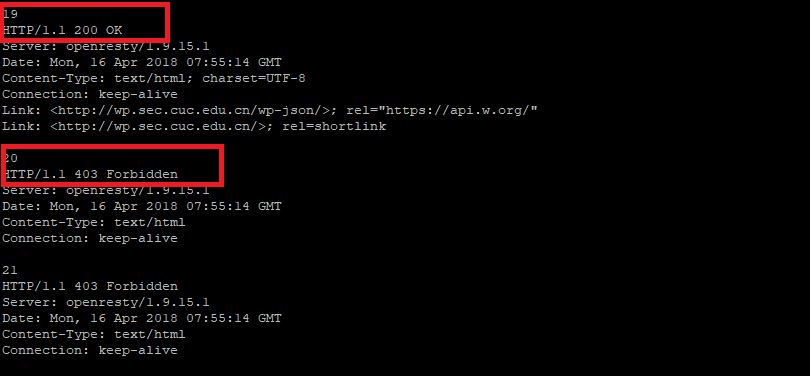 19
HTTP/1.1 200 OK
Server: openresty/1.9.15.1
Date: Mon, 16 Apr 2018 07:55:14 GMT
Content-Type: text/html; charset=UTF-8
Connection: keep-alive
Link: <http://wp.sec.cuc.edu.cn/wp-json/>; rel="https://api.w.org/"
Link: <http://wp.sec.cuc.edu.cn/>; rel=shortlink
20
HTTP/1.1 403 Forbidden
Server: openresty/1.9.15.1
Date: Mon, 16 Apr 2018 07:55:14 GMT
Content-Type: text/html
Connection: keep-alive
21
HTTP/1.1 403 Forbidden
Server: openresty/1.9.15.1
Date: Mon, 16 Apr 2018 07:55:14 GMT
Content-Type: text/html
Connection: keep-alive